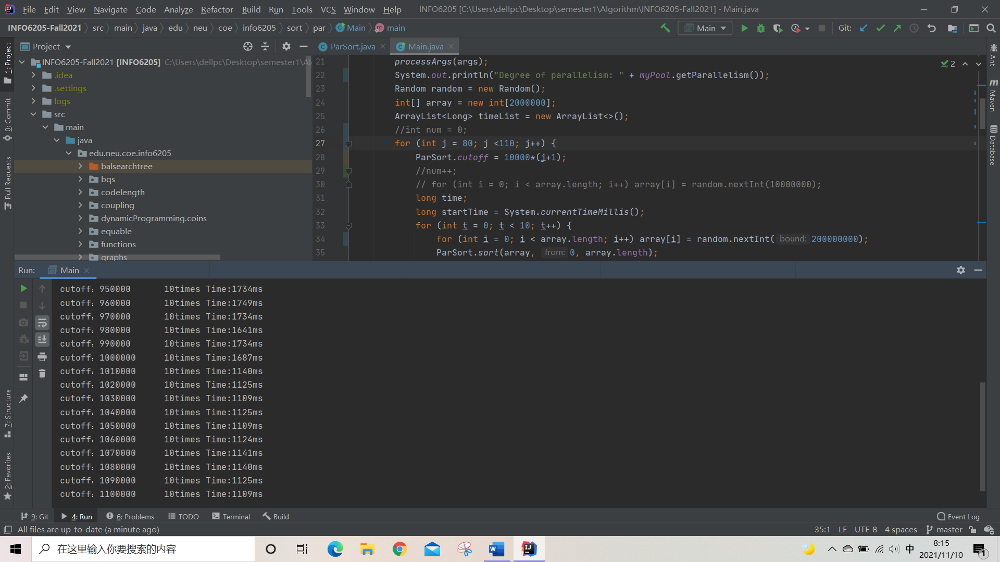 File Edit View Navigate Code Analyze Refactor Build Run Tools VCS Window Help INFO6205 [C:\Users\dellpc\Desktop\semester1\Algorithm\INFO6205-Fall2021] - Main.java
INFO6205-Fall2021 src main java edu neu coe info6205 sort par Main main
Main Git:
Project
ParSort.java Main.java
INFO6205-Fall2021 [INFO6205] C:\Users\dellpc\Desktop\semester1\Al
.idea
.settings
logs
src
main
java
edu.neu.coe.info6205
balsearchtree
bqs
codelength
coupling
dynamicProgramming.coins
equable
functions
graphs
21 processArgs(args);
22 System.out.println("Degree of parallelism: " + myPool.getParallelism());
23 Random random = new Random();
24 int[] array = new int[2000000];
25 ArrayList<Long> timeList = new ArrayList<>();
26 //int num = 0;
27 for (int j = 80; j <110; j++) {
28 ParSort.cutoff = 10000*(j+1);
29 //num++;
30 // for (int i = 0; i < array.length; i++) array[i] = random.nextInt(10000000);
31 long time;
32 long startTime = System.currentTimeMillis();
33 for (int t = 0; t < 10; t++) {
34 for (int i = 0; i < array.length; i++) array[i] = random.nextInt( bound: 200000000);
35 ParSort.sort(array, from: 0, array.length);
2
1: Project
0: Commit
Pull Requests
7: Structure
2: Favorites
Ant
Maven
Database
Run: Main
cutoff：950000 10times Time:1734ms
cutoff：960000 10times Time:1749ms
cutoff：970000 10times Time:1734ms
cutoff：980000 10times Time:1641ms
cutoff：990000 10times Time:1734ms
cutoff：1000000 10times Time:1687ms
cutoff：1010000 10times Time:1140ms
cutoff：1020000 10times Time:1125ms
cutoff：1030000 10times Time:1109ms
cutoff：1040000 10times Time:1125ms
cutoff：1050000 10times Time:1109ms
cutoff：1060000 10times Time:1124ms
cutoff：1070000 10times Time:1141ms
cutoff：1080000 10times Time:1140ms
cutoff：1090000 10times Time:1125ms
cutoff：1100000 10times Time:1109ms
9: Git 4: Run 6: Problems TODO Terminal Build Event Log
All files are up-to-date (a minute ago) 35:1 LF UTF-8 4 spaces master
在这里输入你要搜索的内容
中 8:15
2021/11/10
1